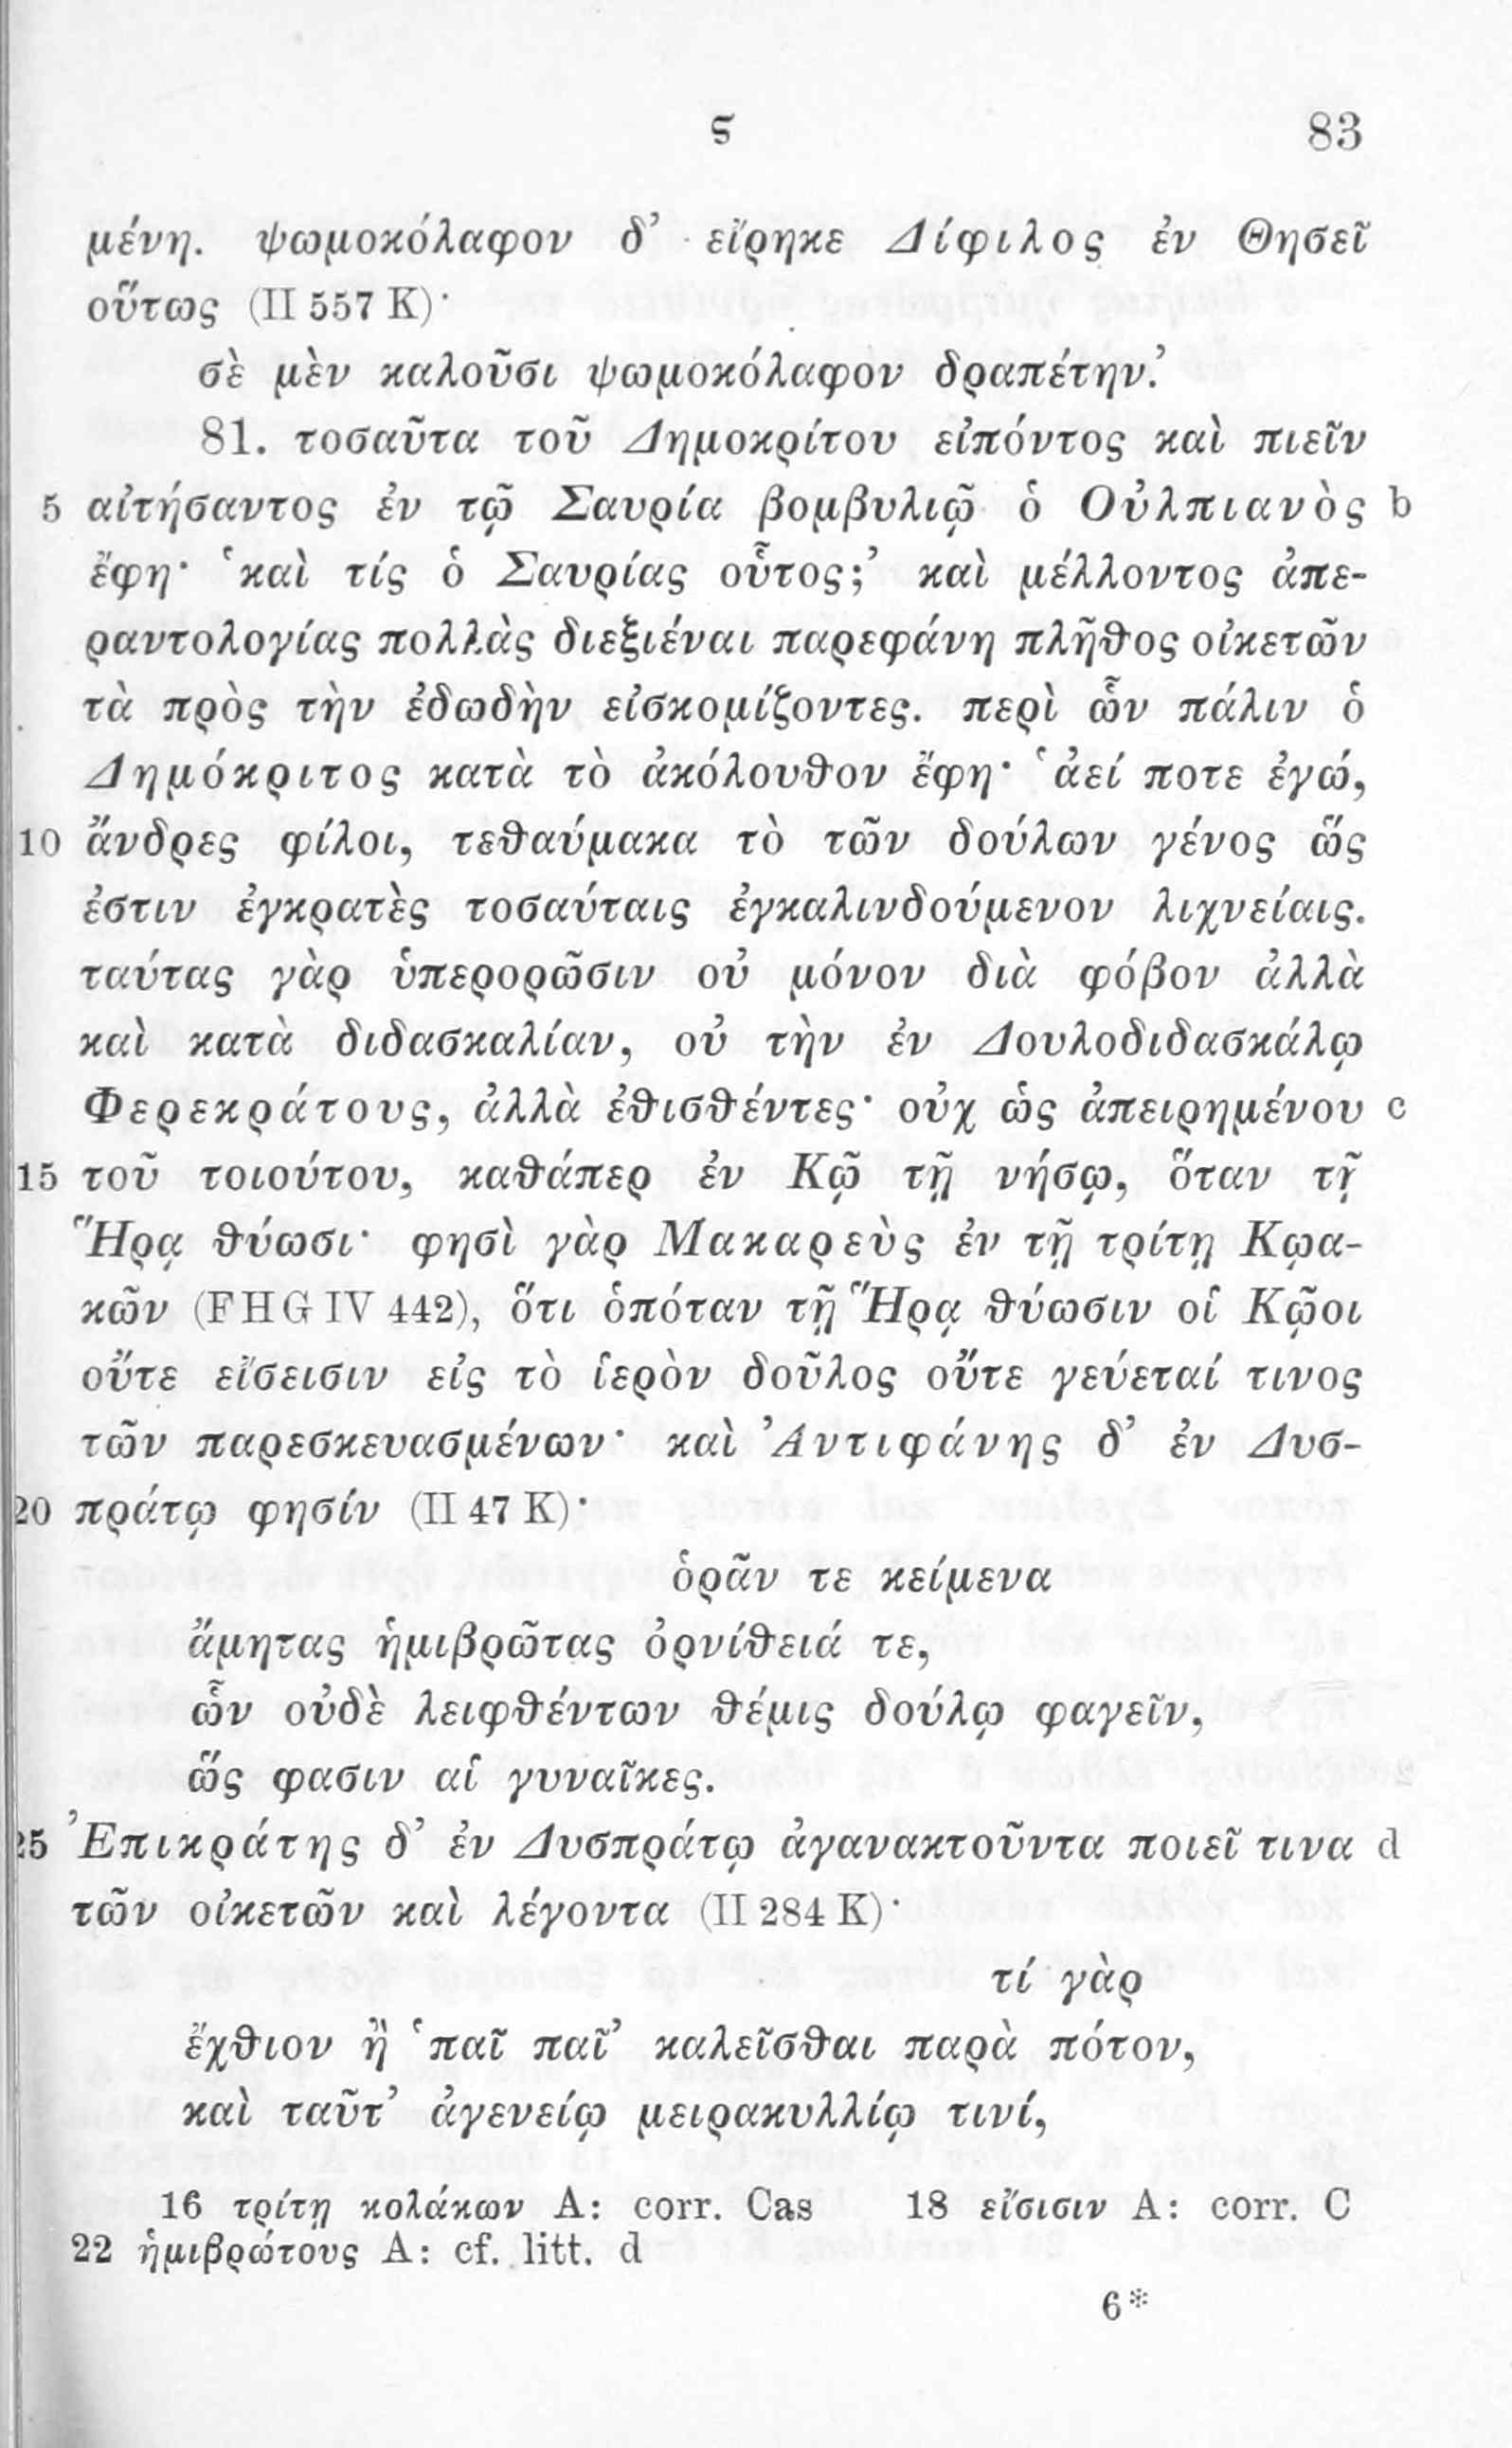 ϛ 83
μένη. ψωμοκόλαφον δ’ εἴρηκε Δίφιλος ἐν Θησεῖ
οὕτως (II 557 K)·
σὲ μὲν καλοῦσι ψωμοκόλαφον δραπέτην.’
81. τοσαῦτα τοῦ Δημοκρίτου εἰπόντος καὶ πιεῖν
5 αἰτήσαντος ἐν τῷ Σαυρία βομβυλιῷ ὁ Οὐλπιανὸς b
ἔφη· ‘καὶ τίς ὁ Σαυρίας οὗτος;’ καὶ μέλλοντος ἀπε-
ραντολογίας πολλὰς διεξιέναι παρεφάνη πλῆθος οἰκετῶν
τὰ πρὸς τὴν ἐδωδὴν εἰσκομίζοντες. περὶ ὧν πάλιν ὁ
Δημόκριτος κατὰ τὸ ἀκόλουθον ἔφη· ‘ἀεί ποτε ἐγώ,
10 ἄνδρες φίλοι, τεθαύμακα τὸ τῶν δούλων γένος ὥς
ἐστιν ἐγκρατὲς τοσαύταις ἐγκαλινδούμενον λιχνείαις.
ταύτας γὰρ ὑπερορῶσιν οὐ μόνον διὰ φόβον ἀλλὰ
καὶ κατὰ διδασκαλίαν, οὐ τὴν ἐν Δουλοδιδασκάλῳ
Φερεκράτους, ἀλλὰ ἐθισθέντες· οὐχ ὡς ἀπειρημένου c
15 τοῦ τοιούτου, καθάπερ ἐν Κῷ τῇ νήσῳ, ὅταν τῇ
Ἥρᾳ θύωσι· φησὶ γὰρ Μακαρεὺς ἐν τῇ τρίτῃ Κῳα-
κῶν (FHG IV 442), ὅτι ὁπόταν τῇ Ἥρᾳ θύωσιν οἱ Κῷοι
οὔτε εἴσεισιν εἰς τὸ ἱερὸν δοῦλος οὔτε γεύεταί τινος
τῶν παρεσκευασμένων· καὶ Ἀντιφάνης δ’ ἐν Δυσ-
20 πράτῳ φησίν (II 47 K)·
ὁρᾶν τε κείμενα
ἄμητας ἡμιβρῶτας ὀρνίθειά τε,
ὧν οὐδὲ λειφθέντων θέμις δούλῳ φαγεῖν,
ὥς φασιν αἱ γυναῖκες.
25 Ἐπικράτης δ’ ἐν Δυσπράτῳ ἀγανακτοῦντα ποιεῖ τινα d
τῶν οἰκετῶν καὶ λέγοντα (II 284 K)·
τί γὰρ
ἔχθιον ἢ ‘παῖ παῖ’ καλεῖσθαι παρὰ πότον,
καὶ ταῦτ’ ἀγενείῳ μειρακυλλίῳ τινί,
16 τρίτῃ κολάκων A: corr. Cas 18 εἴσισιν A: corr. C
22 ἡμιβρώτους A: cf. litt. d
6*